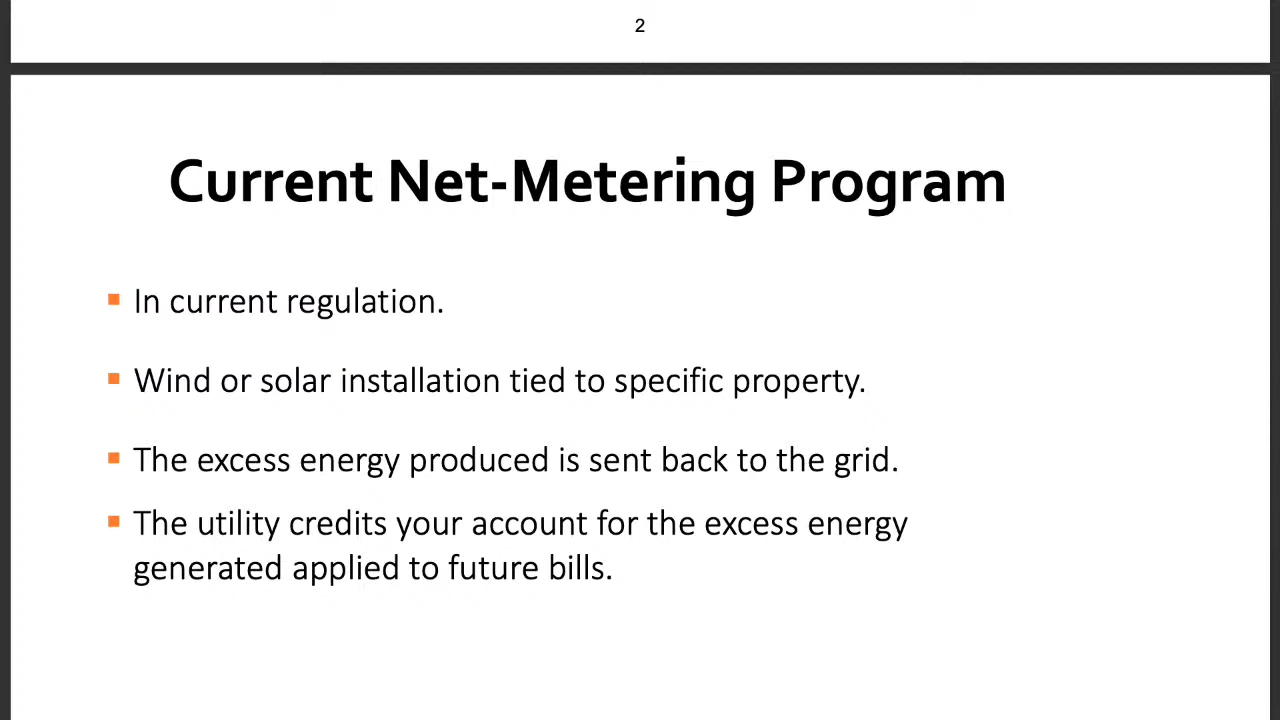 2
Current Net-Metering Program
▪ In current regulation.
▪ Wind or solar installation tied to specific property.
▪ The excess energy produced is sent back to the grid.
▪ The utility credits your account for the excess energy
generated applied to future bills.